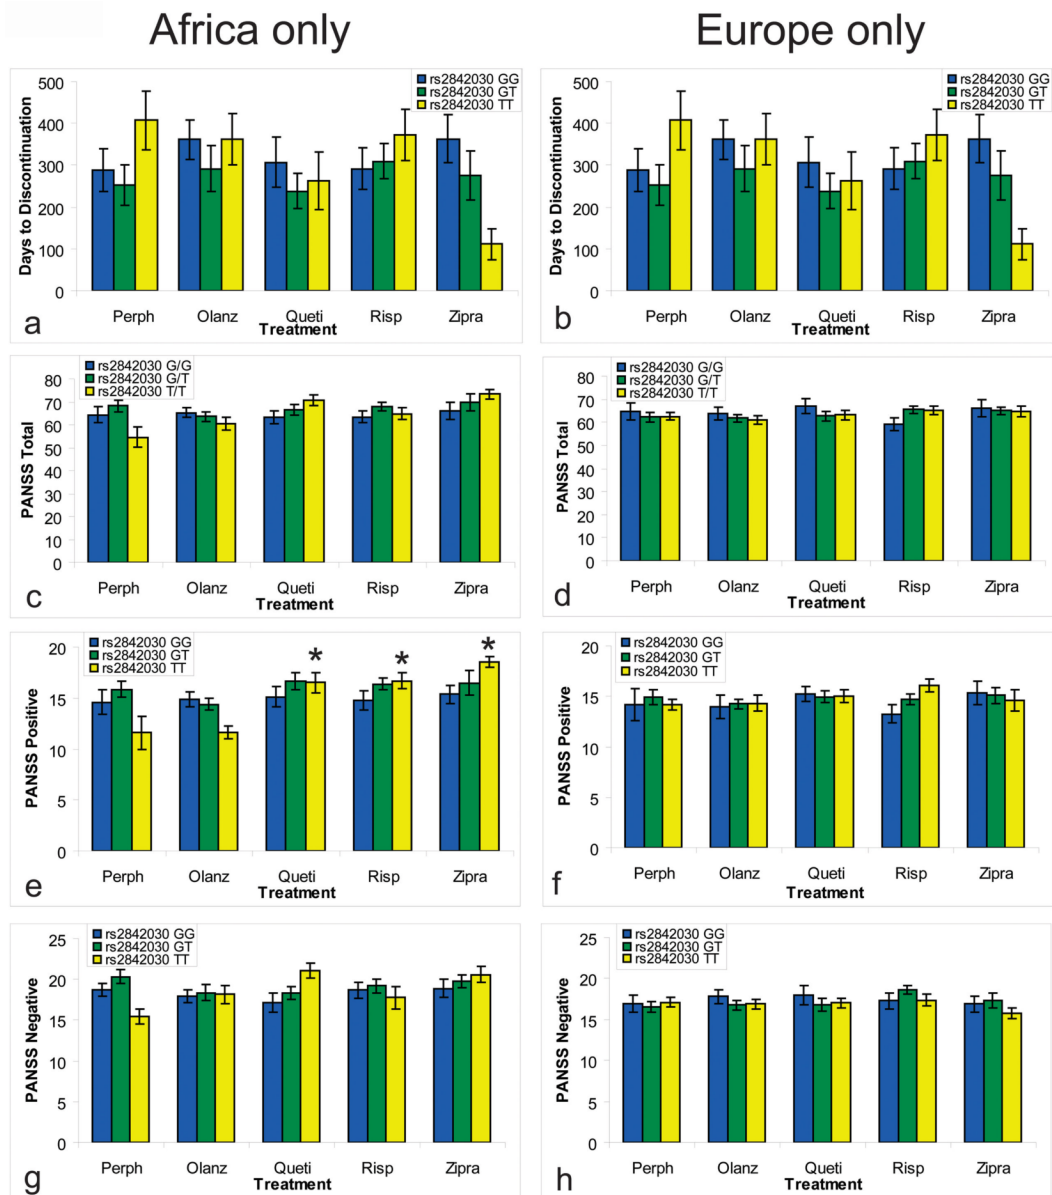 Africa only
Europe only
500
400
300
200
100
0
Days to Discontinuation
rs2842030 GG
rs2842030 GT
rs2842030 TT
Perph Olanz Queti Risp Zipra
Treatment
a
500
400
300
200
100
0
Days to Discontinuation
rs2842030 GG
rs2842030 GT
rs2842030 TT
Perph Olanz Queti Risp Zipra
Treatment
b
80
70
60
50
40
30
20
10
0
PANSS Total
rs2842030 G/G
rs2842030 G/T
rs2842030 T/T
Perph Olanz Queti Risp Zipra
Treatment
c
80
70
60
50
40
30
20
10
0
PANSS Total
rs2842030 G/G
rs2842030 G/T
rs2842030 T/T
Perph Olanz Queti Risp Zipra
Treatment
d
20
15
10
5
0
PANSS Positive
rs2842030 GG
rs2842030 GT
rs2842030 TT
* * *
Perph Olanz Queti Risp Zipra
Treatment
e
20
15
10
5
0
PANSS Positive
rs2842030 GG
rs2842030 GT
rs2842030 TT
Perph Olanz Queti Risp Zipra
Treatment
f
25
20
15
10
5
0
PANSS Negative
rs2842030 GG
rs2842030 GT
rs2842030 TT
Perph Olanz Queti Risp Zipra
Treatment
g
25
20
15
10
5
0
PANSS Negative
rs2842030 GG
rs2842030 GT
rs2842030 TT
Perph Olanz Queti Risp Zipra
Treatment
h